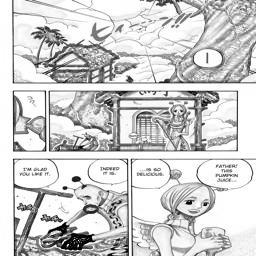 FATHER!
THIS
PUMPKIN
JUICE...
...IS SO
DELICIOUS.
INDEED
IT IS.
I'M GLAD
YOU LIKE IT.